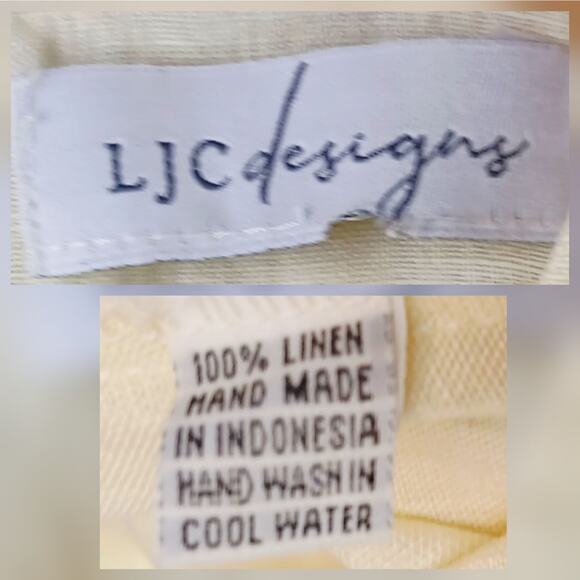 LJC designs
100% LINEN
HAND MADE
IN INDONESIA
HAND WASH IN
COOL WATER